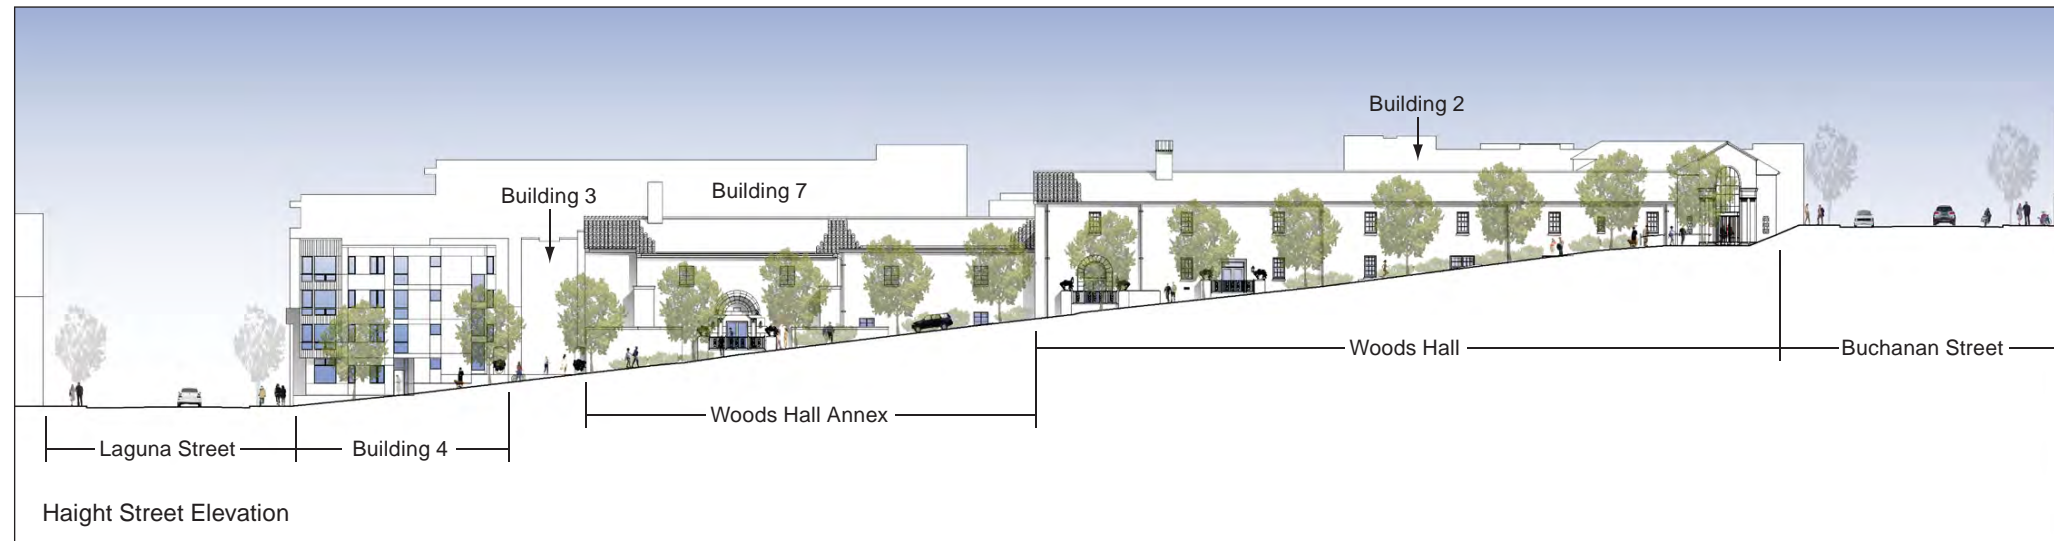 Building 2
Building 3
Building 7
Woods Hall
Buchanan Street
Woods Hall Annex
Laguna Street
Building 4
Haight Street Elevation